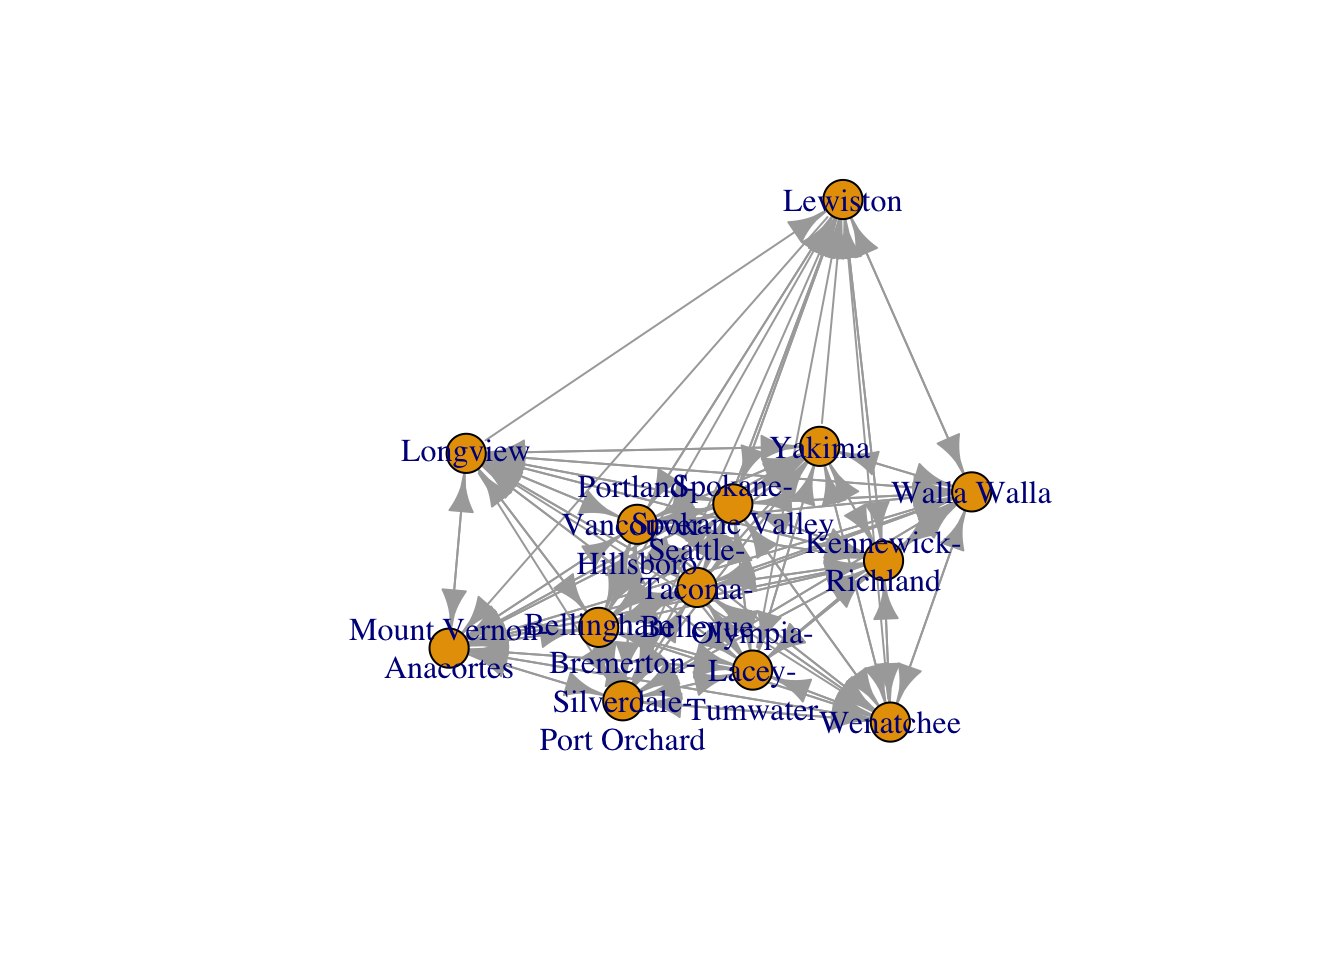 Lewiston
Longview
Yakima
Portland-
Vancouver-
Hillsboro
Spokane-
Spokane Valley
Walla Walla
Kennewick-
Richland
Seattle-
Tacoma-
Bellevue
Mount Vernon-
Anacortes
Bellingham
Olympia-
Lacey-
Tumwater
Bremerton-
Silverdale-
Port Orchard
Wenatchee